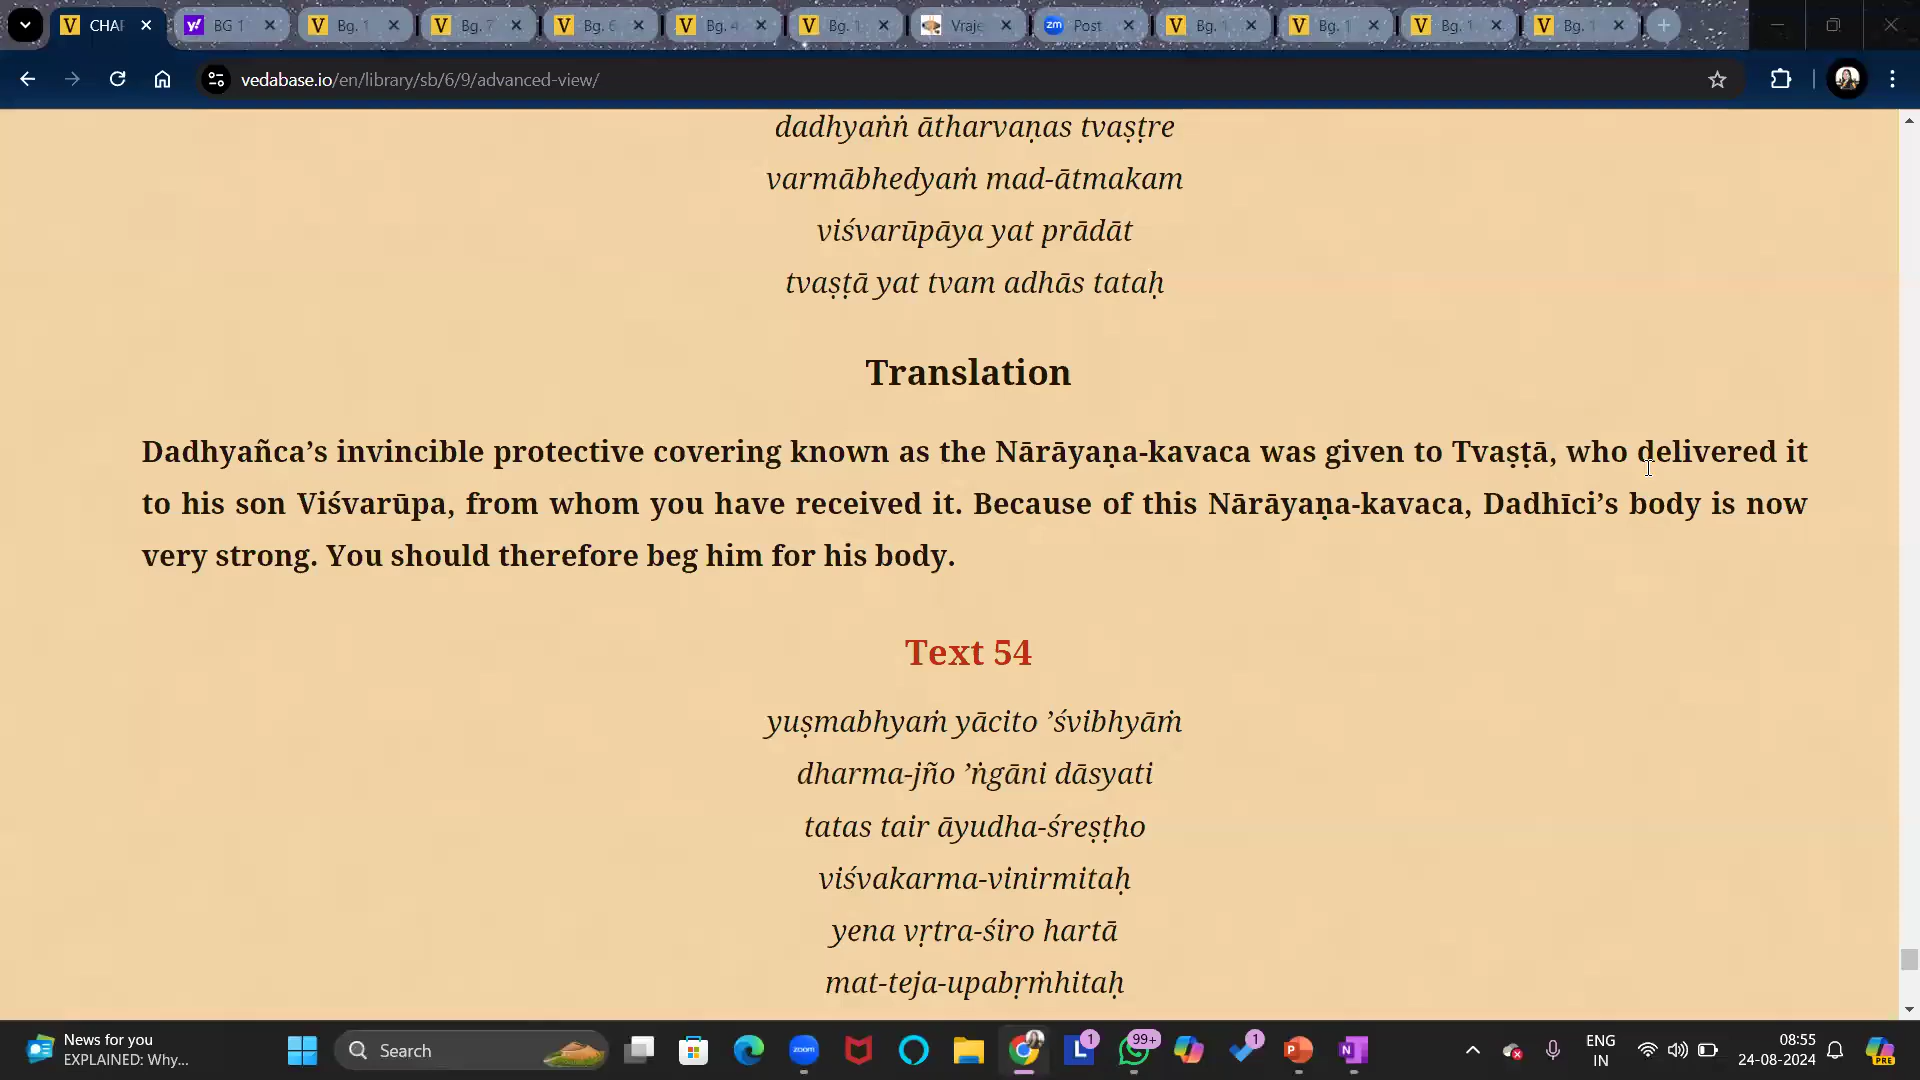 CHAP
BG 1
Bg. 1
Bg. 7
Bg. 6
Bg. 4
Bg. 1
Vraje
Post
Bg. 1
Bg. 1
Bg. 1
Bg. 1
vedabase.io/en/library/sb/6/9/advanced-view/
dadhyaṅṅ ātharvaṇas tvaṣṭre
varmābhedyaṁ mad-ātmakam
viśvarūpāya yat prādāt
tvaṣṭā yat tvam adhās tataḥ
Translation
Dadhyañca’s invincible protective covering known as the Nārāyaṇa-kavaca was given to Tvaṣṭā, who delivered it
to his son Viśvarūpa, from whom you have received it. Because of this Nārāyaṇa-kavaca, Dadhīci’s body is now
very strong. You should therefore beg him for his body.
Text 54
yuṣmabhyaṁ yācito ’śvibhyāṁ
dharma-jño ’ṅgāni dāsyati
tatas tair āyudha-śreṣṭho
viśvakarma-vinirmitaḥ
yena vṛtra-śiro hartā
mat-teja-upabṛṁhitaḥ
News for you
EXPLAINED: Why...
Search
zoom
1
99+
1
ENG
IN
08:55
24-08-2024
PRE